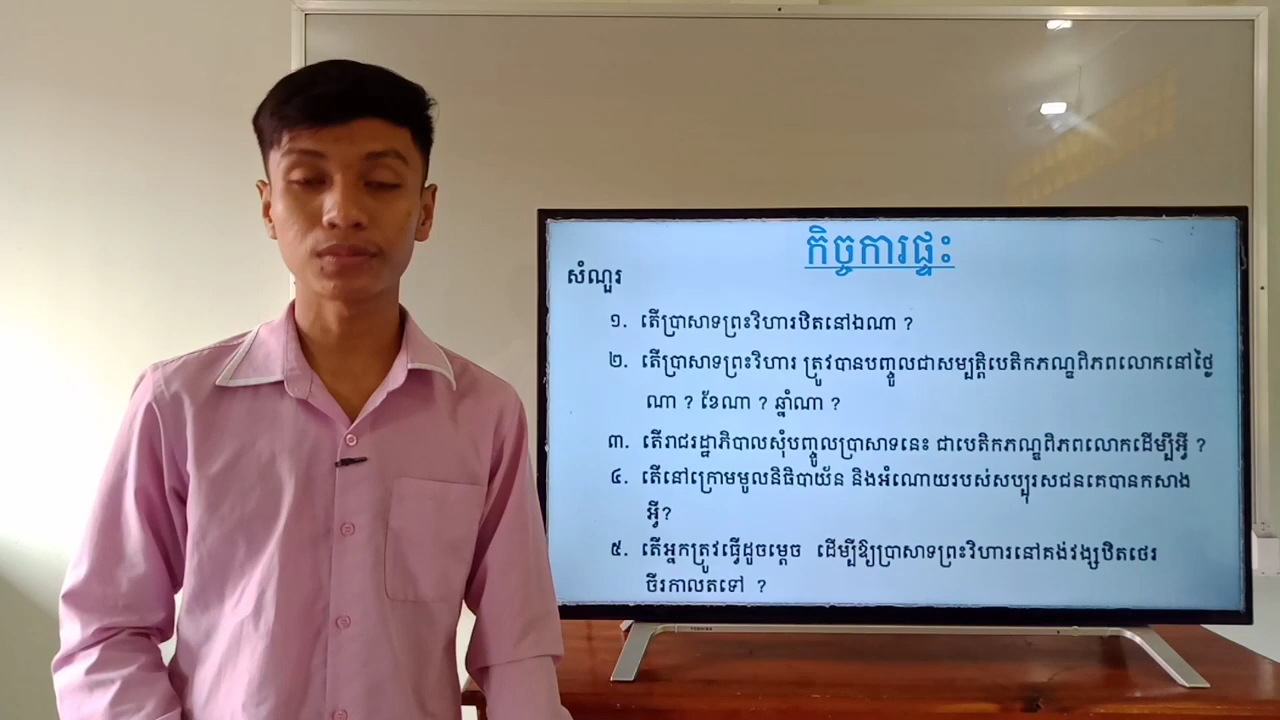 កិច្ចការផ្ទះ
សំណួរ
១. តើប្រាសាទព្រះវិហារឋិតនៅឯណា ?
២. តើប្រាសាទព្រះវិហារ ត្រូវបានបញ្ចូលជាសម្បត្តិបេតិកភណ្ឌពិភពលោកនៅថ្ងៃ
ណា ? ខែណា ? ឆ្នាំណា ?
៣. តើរាជរដ្ឋាភិបាលសុំបញ្ចូលប្រាសាទនេះ ជាបេតិកភណ្ឌពិភពលោកដើម្បីអ្វី ?
៤. តើនៅក្រោមមូលនិធិបាយ័ន និងអំណោយរបស់សប្បុរសជនគេបានកសាង
អ្វី?
៥. តើអ្នកត្រូវធ្វើដូចម្តេច ដើម្បីឱ្យប្រាសាទព្រះវិហារនៅគង់វង្សឋិតថេរ
ចីរកាលតទៅ ?
TOSHIBA